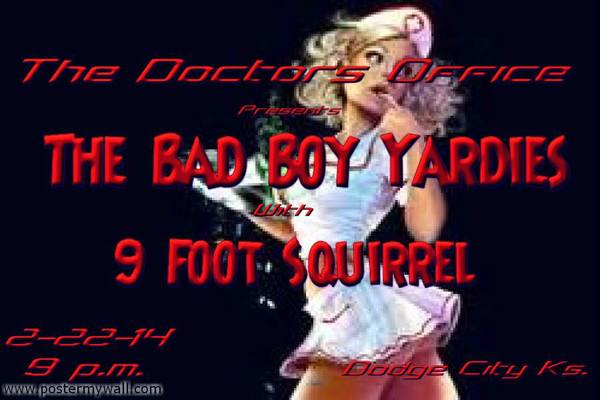 The Doctor's Office
Presents
The Bad Boy Yardies
With
9 Foot Squirrel
2-22-14
9 p.m.
Dodge City Ks.
www.postermywall.com